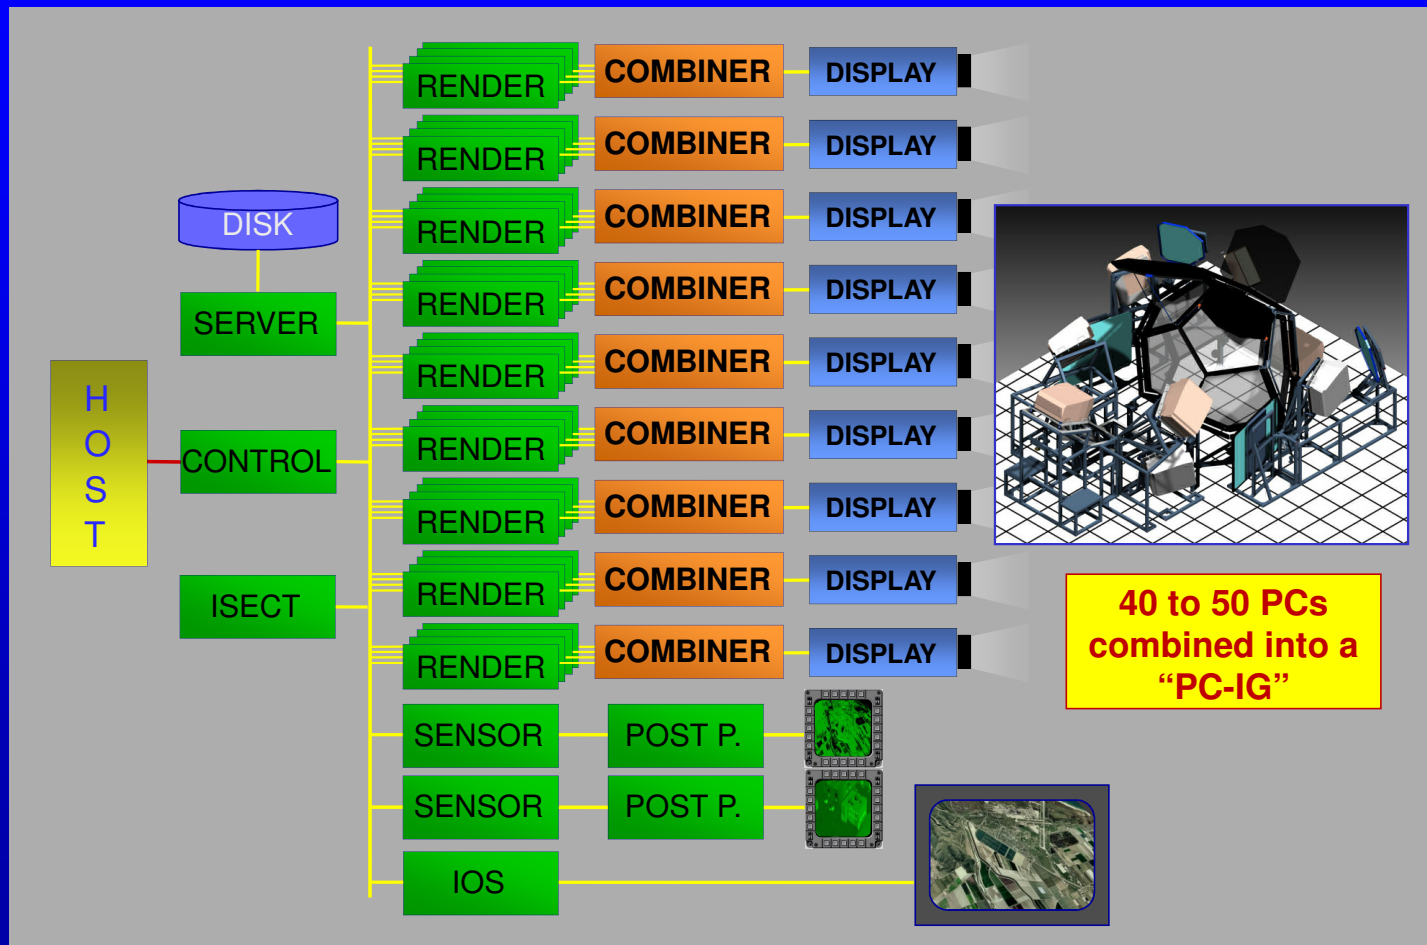 RENDER COMBINER DISPLAY
RENDER COMBINER DISPLAY
RENDER COMBINER DISPLAY
RENDER COMBINER DISPLAY
RENDER COMBINER DISPLAY
RENDER COMBINER DISPLAY
RENDER COMBINER DISPLAY
RENDER COMBINER DISPLAY
RENDER COMBINER DISPLAY
DISK
SERVER
H
O
S
T
CONTROL
ISECT
SENSOR POST P.
SENSOR POST P.
IOS
40 to 50 PCs
combined into a
“PC-IG”